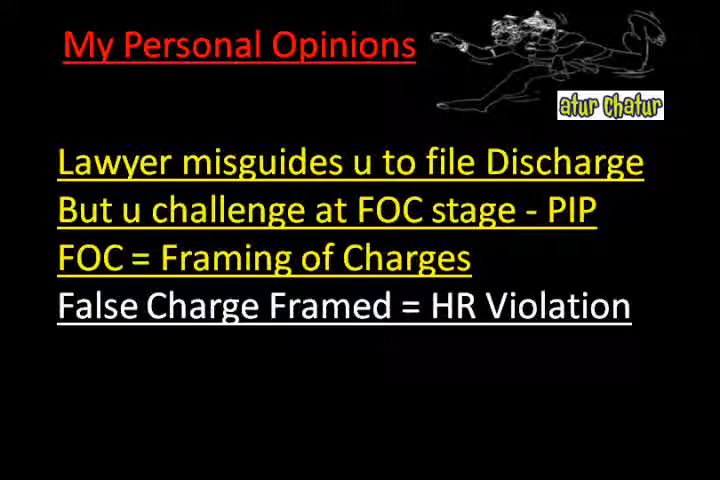 My Personal Opinions
atur chatur
Lawyer misguides u to file Discharge
But u challenge at FOC stage - PIP
FOC = Framing of Charges
False Charge Framed = HR Violation